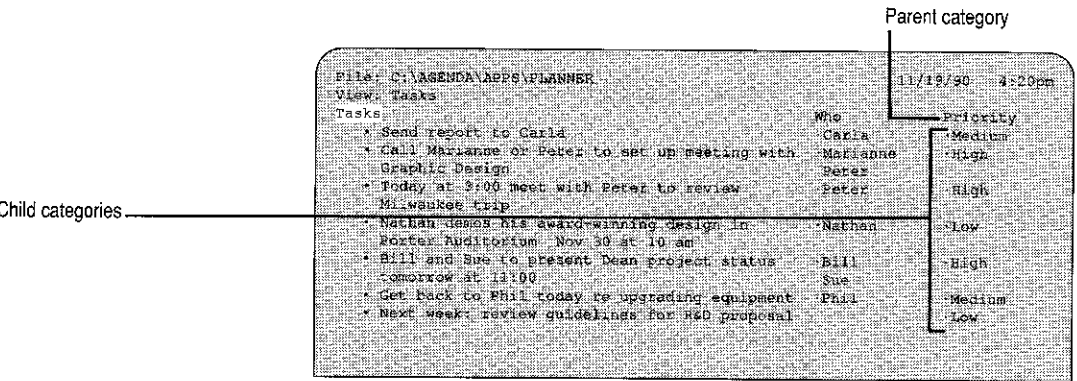 Parent category
File: C:\AGENDA\APPS\PLANNER 11/19/90 4:20pm
View: Tasks
Tasks Who Priority
• Send report to Carla ·Carla ·Medium
• Call Marianne or Peter to set up meeting with ·Marianne ·High
Graphic Design Peter
• Today at 3:00 meet with Peter to review ·Peter ·High
Milwaukee trip
Child categories
• Nathan demos his award-winning design in ·Nathan ·Low
Porter Auditorium Nov 30 at 10 am
• Bill and Sue to present Dean project status ·Bill ·High
tomorrow at 11:00 Sue
• Get back to Phil today re upgrading equipment ·Phil ·Medium
• Next week: review guidelines for R&D proposal ·Low